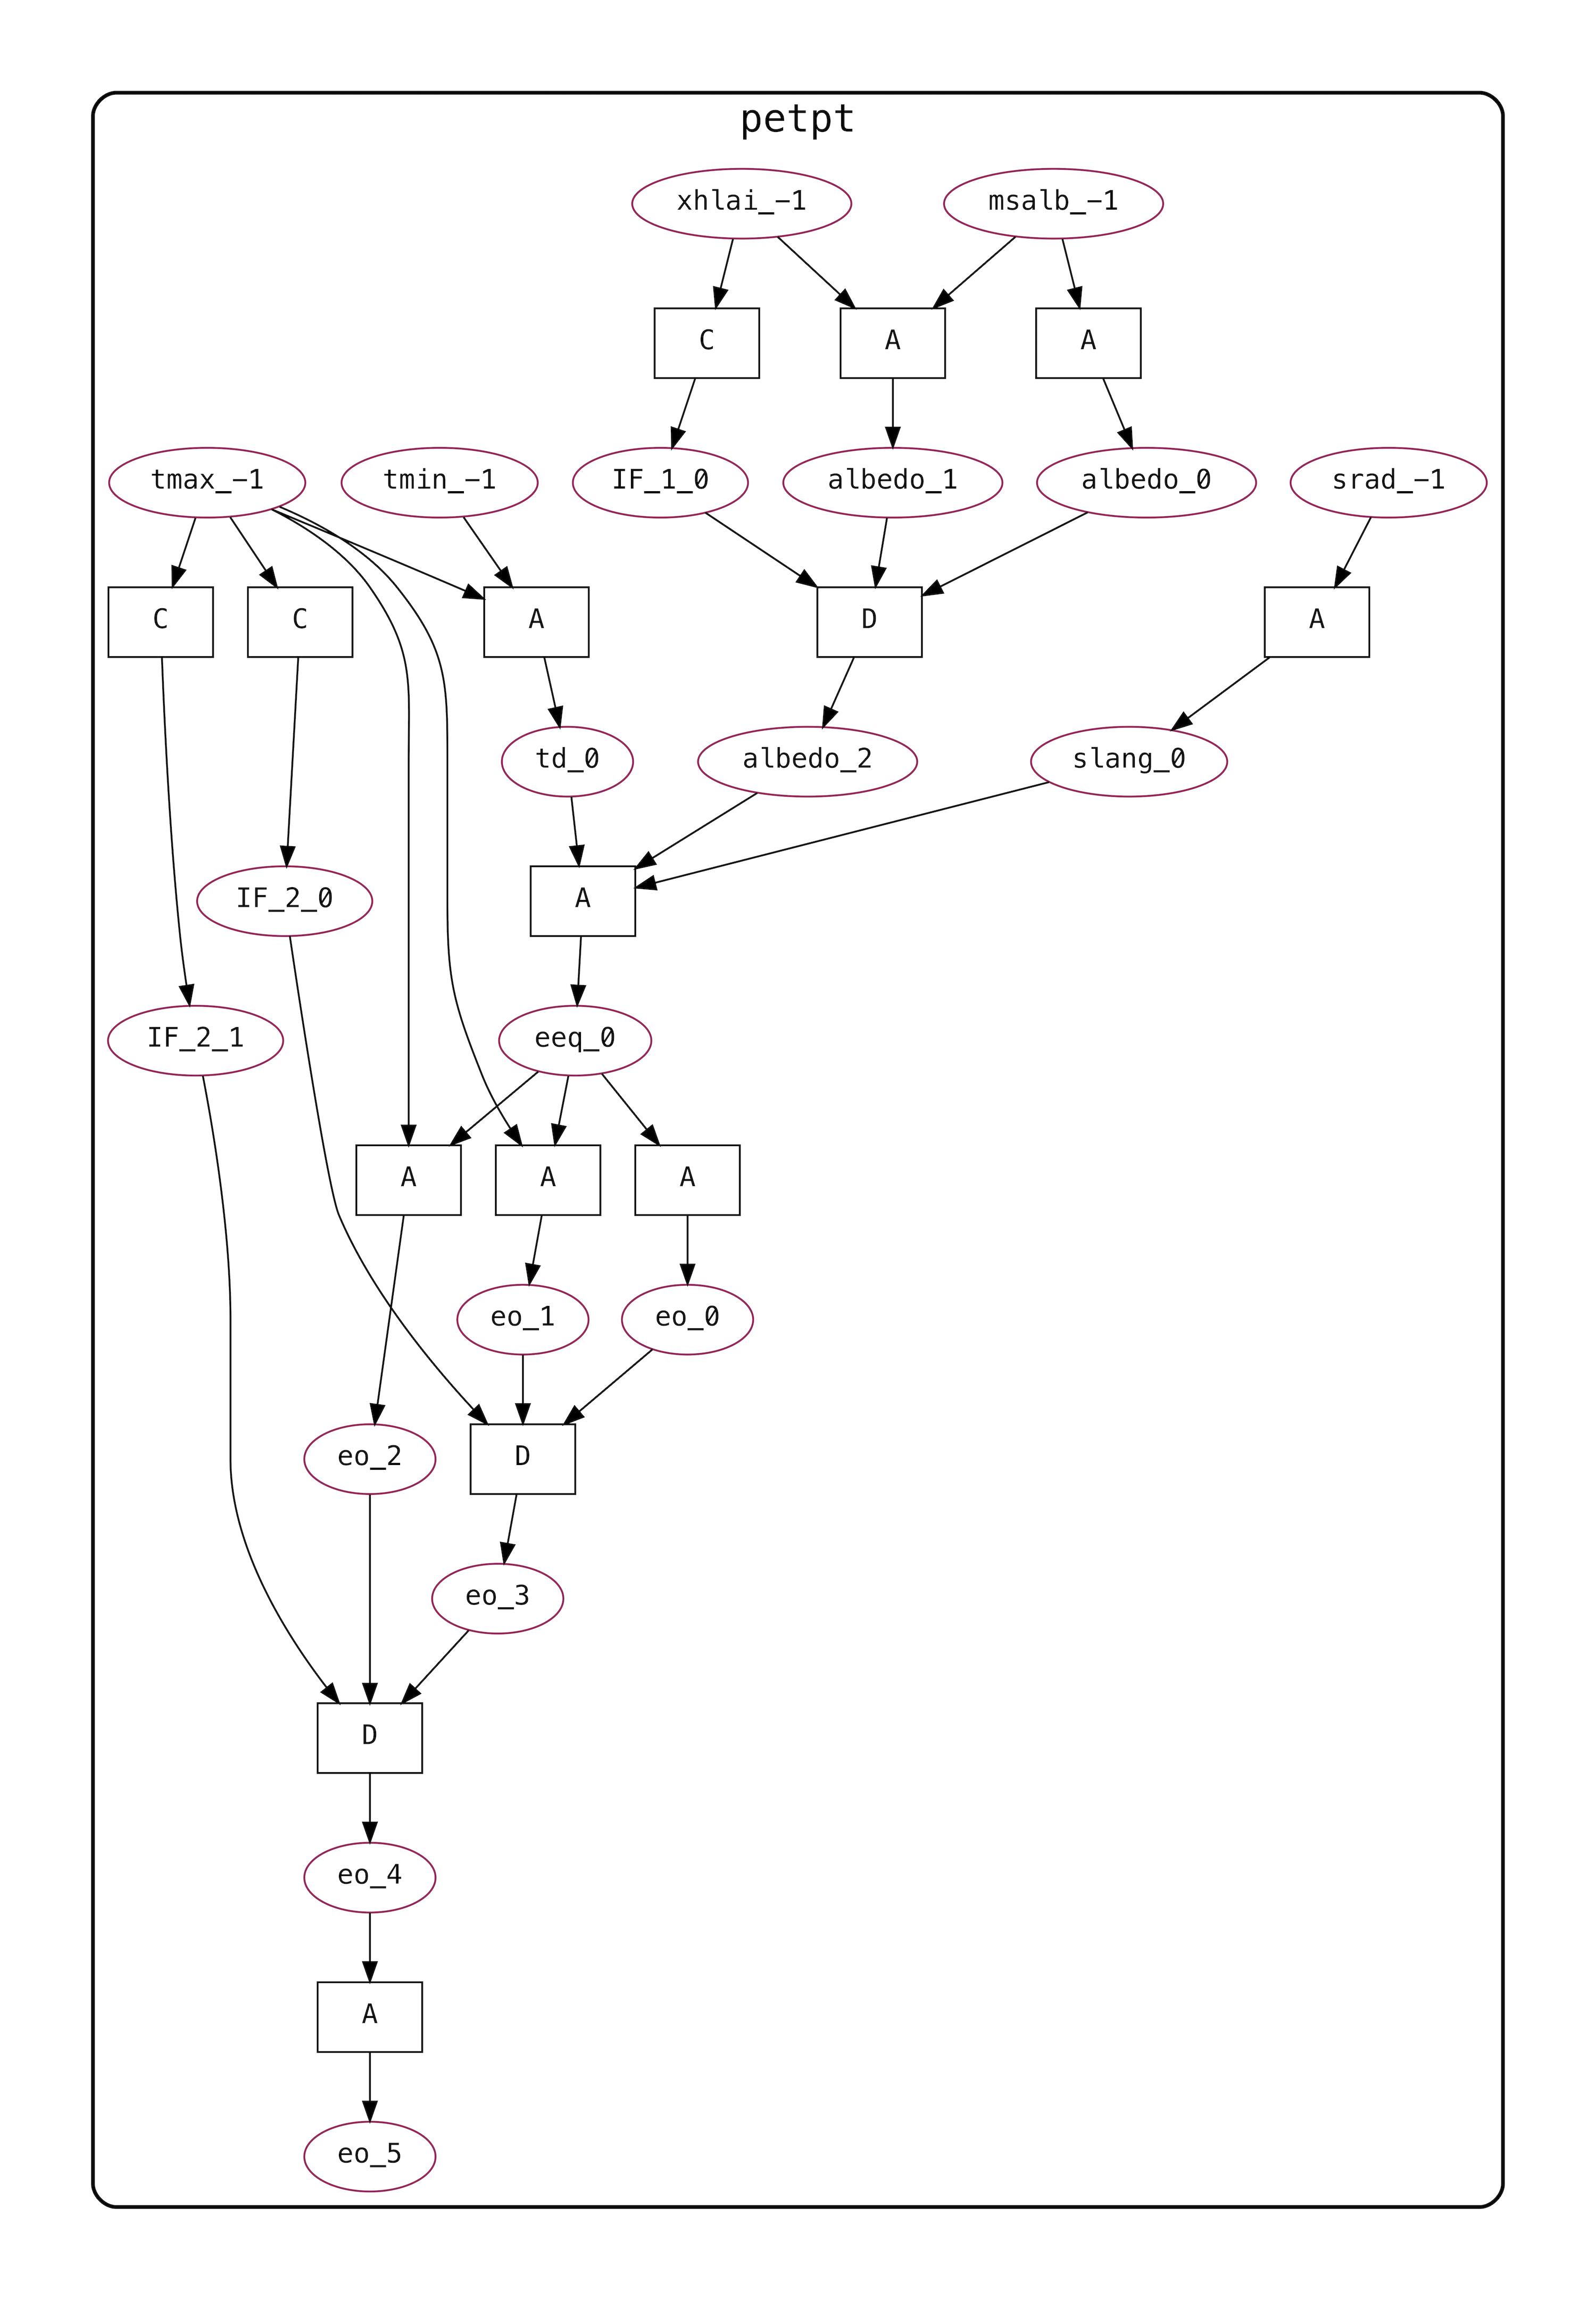 petpt
xhlai_−1 msalb_−1
C A A
tmax_−1 tmin_−1 IF_1_0 albedo_1 albedo_0 srad_−1
C C A D A
td_0 albedo_2 slang_0
IF_2_0 A
IF_2_1 eeq_0
A A A
eo_1 eo_0
eo_2 D
eo_3
D
eo_4
A
eo_5